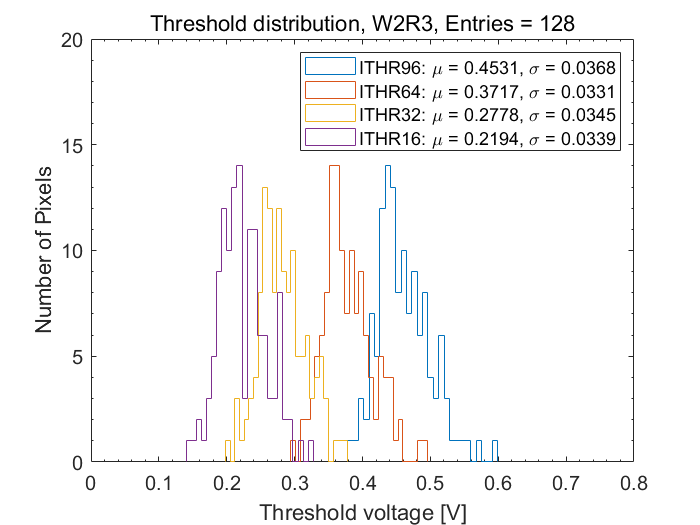 Threshold distribution, W2R3, Entries = 128
20
15
10
5
0
Number of Pixels
ITHR96: μ = 0.4531, σ = 0.0368
ITHR64: μ = 0.3717, σ = 0.0331
ITHR32: μ = 0.2778, σ = 0.0345
ITHR16: μ = 0.2194, σ = 0.0339
0 0.1 0.2 0.3 0.4 0.5 0.6 0.7 0.8
Threshold voltage [V]